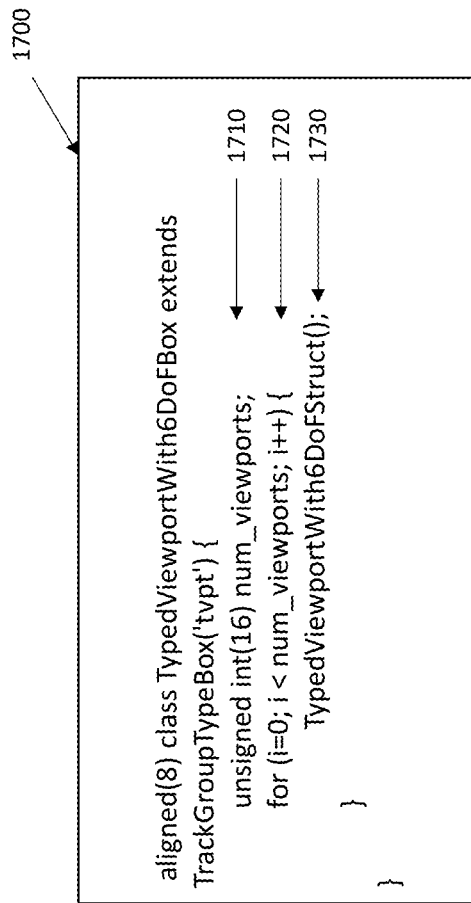 1700
aligned(8) class TypedViewportWith6DoFBox extends
TrackGroupTypeBox('tvpt') {
unsigned int(16) num_viewports;
1710
for (i=0; i < num_viewports; i++) {
1720
TypedViewportWith6DoFStruct();
1730
}
}